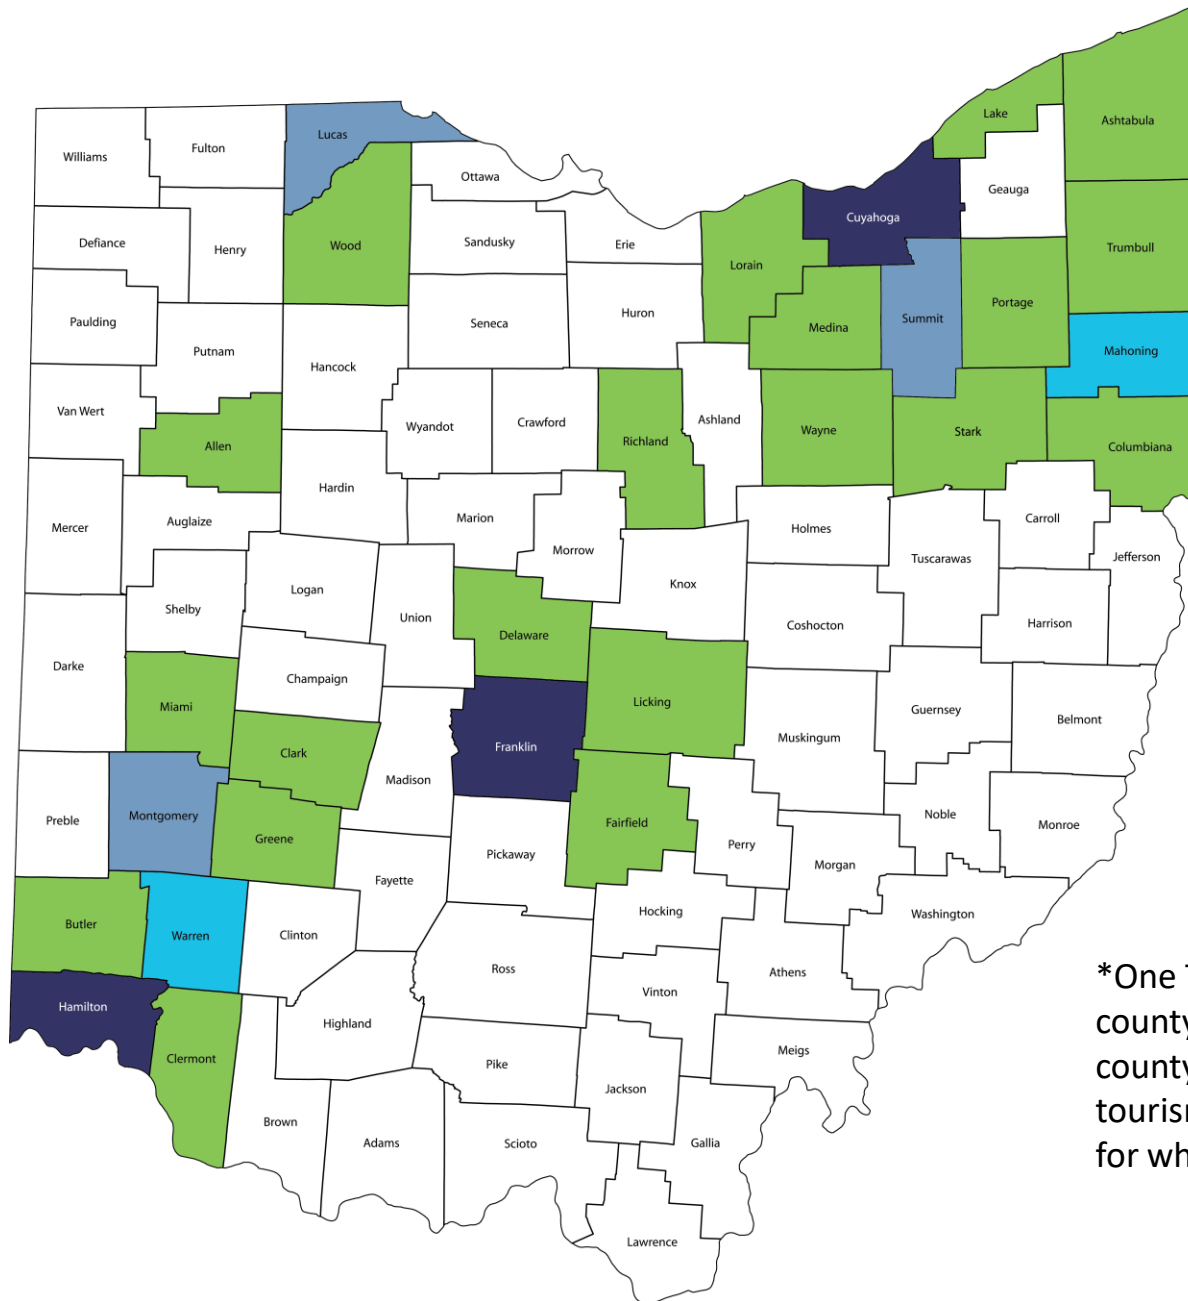 Lake
Ashtabula
Lucas
Fulton
Williams
Ottawa
Geauga
Cuyahoga
Defiance
Henry
Wood
Sandusky
Erie
Trumbull
Lorain
Portage
Paulding
Seneca
Huron
Medina
Summit
Putnam
Mahoning
Hancock
Van Wert
Wyandot
Crawford
Ashland
Wayne
Stark
Allen
Richland
Columbiana
Hardin
Mercer
Auglaize
Marion
Holmes
Carroll
Morrow
Tuscarawas
Jefferson
Logan
Knox
Shelby
Union
Coshocton
Harrison
Delaware
Darke
Champaign
Miami
Licking
Guernsey
Belmont
Muskingum
Clark
Franklin
Madison
Preble
Montgomery
Noble
Monroe
Greene
Fairfield
Perry
Pickaway
Morgan
Fayette
Butler
Warren
Clinton
Hocking
Washington
Ross
Athens
Vinton
Hamilton
Highland
Clermont
Pike
Meigs
Jackson
Brown
Adams
Scioto
Gallia
Lawrence
*One
county
county
tourism
for